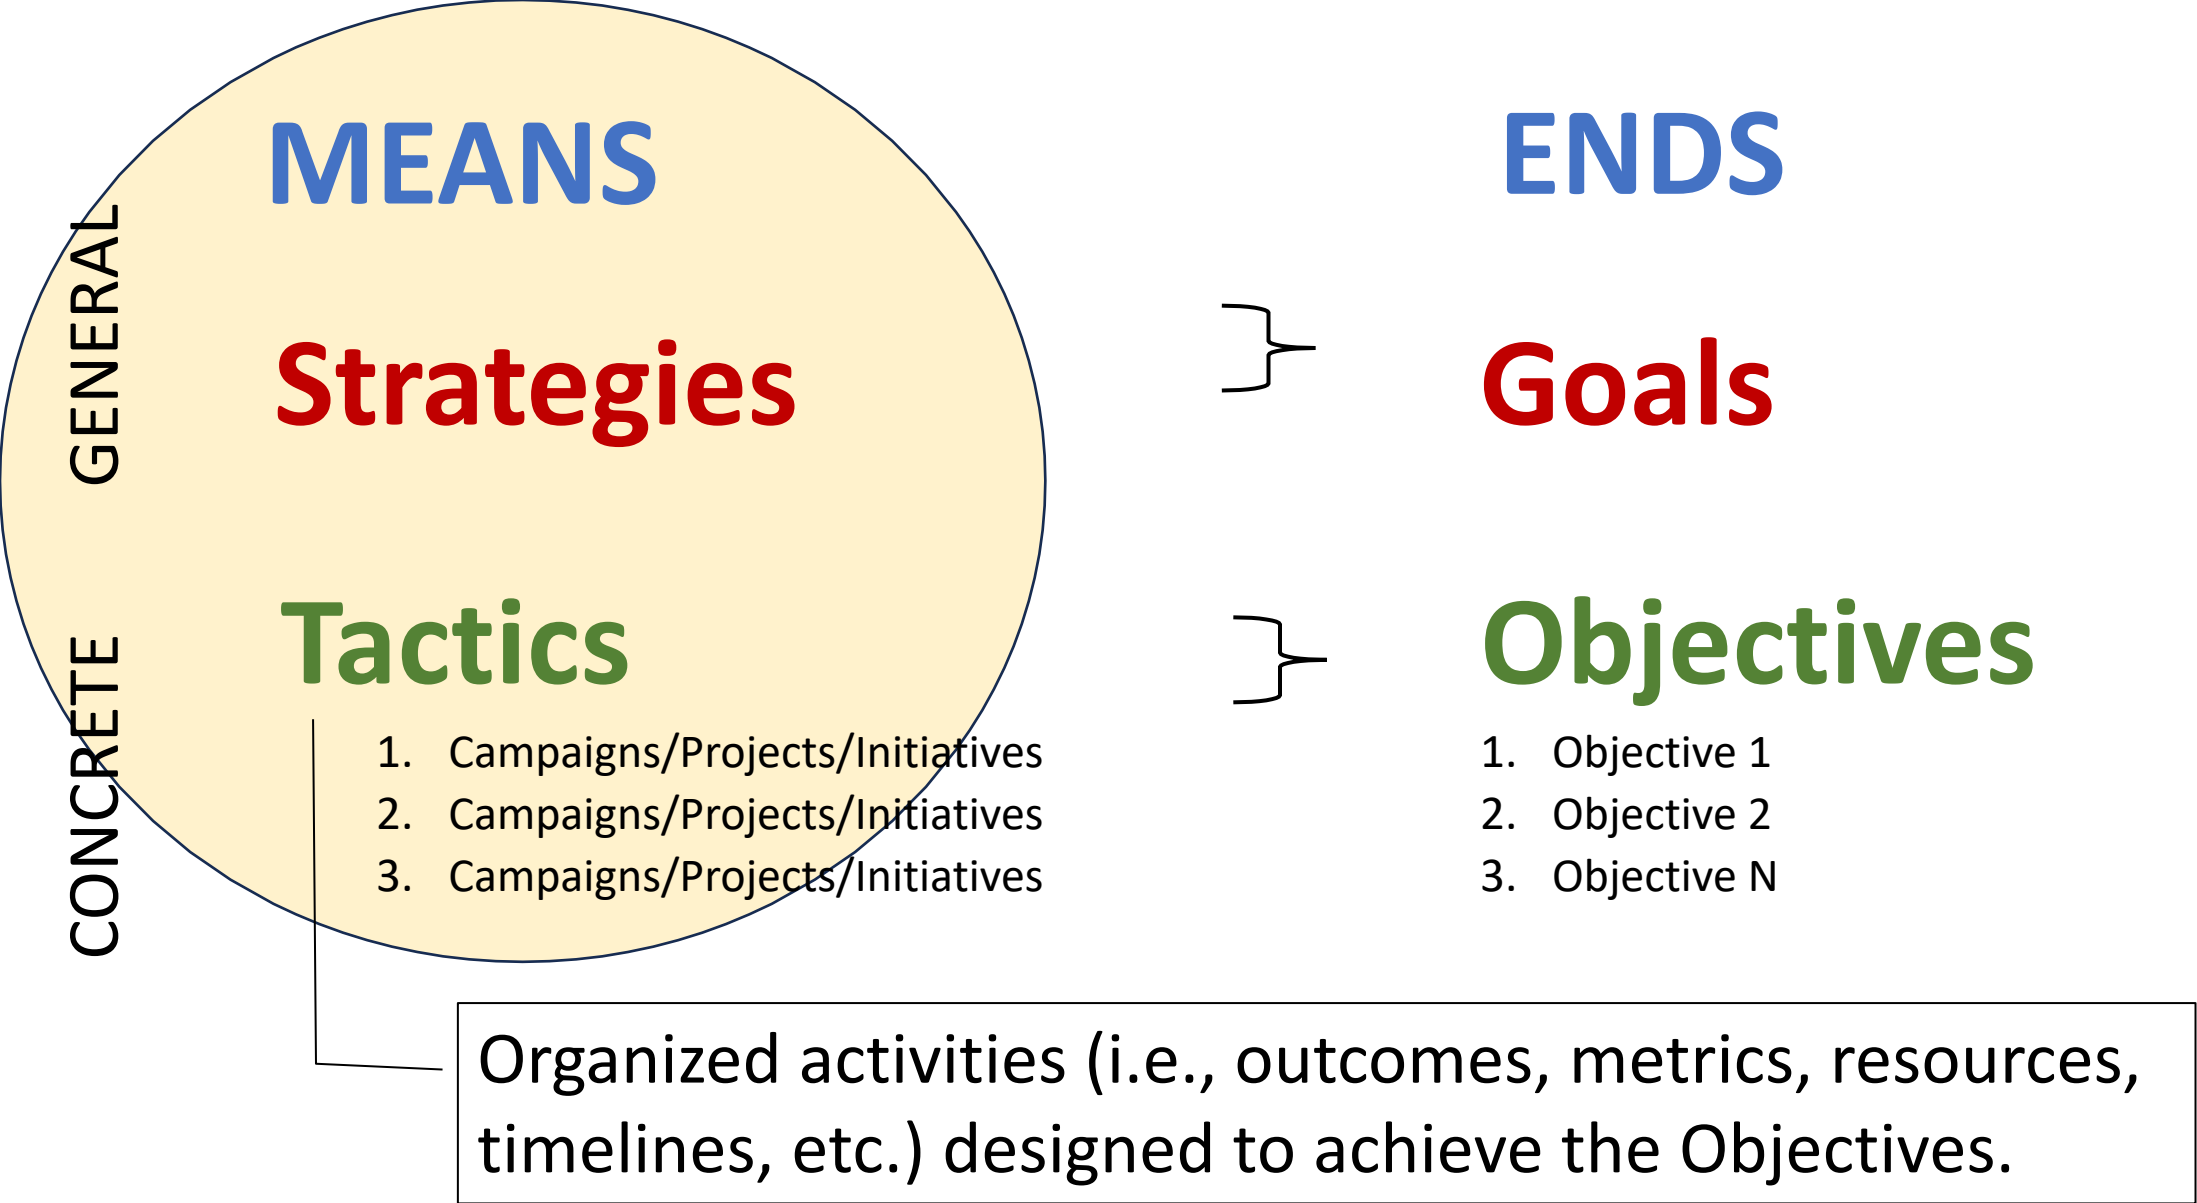 MEANS
ENDS
GENERAL
Strategies
Goals
CONCRETE
Tactics
Objectives
1. Campaigns/Projects/Initiatives
2. Campaigns/Projects/Initiatives
3. Campaigns/Projects/Initiatives
1. Objective 1
2. Objective 2
3. Objective N
Organized activities (i.e., outcomes, metrics, resources,
timelines, etc.) designed to achieve the Objectives.